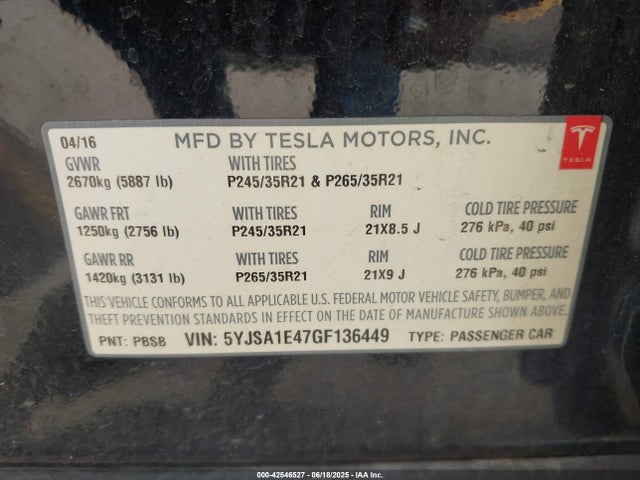 04/16 MFD BY TESLA MOTORS, INC.
TESLA
GVWR WITH TIRES
2670kg (5887 lb) P245/35R21 & P265/35R21
GAWR FRT WITH TIRES RIM COLD TIRE PRESSURE
1250kg (2756 lb) P245/35R21 21X8.5 J 276 kPa, 40 psi
GAWR RR WITH TIRES RIM COLD TIRE PRESSURE
1420kg (3131 lb) P265/35R21 21X9 J 276 kPa, 40 psi
THIS VEHICLE CONFORMS TO ALL APPLICABLE U.S. FEDERAL MOTOR VEHICLE SAFETY, BUMPER, AND
THEFT PREVENTION STANDARDS IN EFFECT ON THE DATE OF MANUFACTURE SHOWN ABOVE.
PNT: PBSB VIN: 5YJSA1E47GF136449 TYPE: PASSENGER CAR
000-42546527 - 06/18/2025 - IAA Inc.